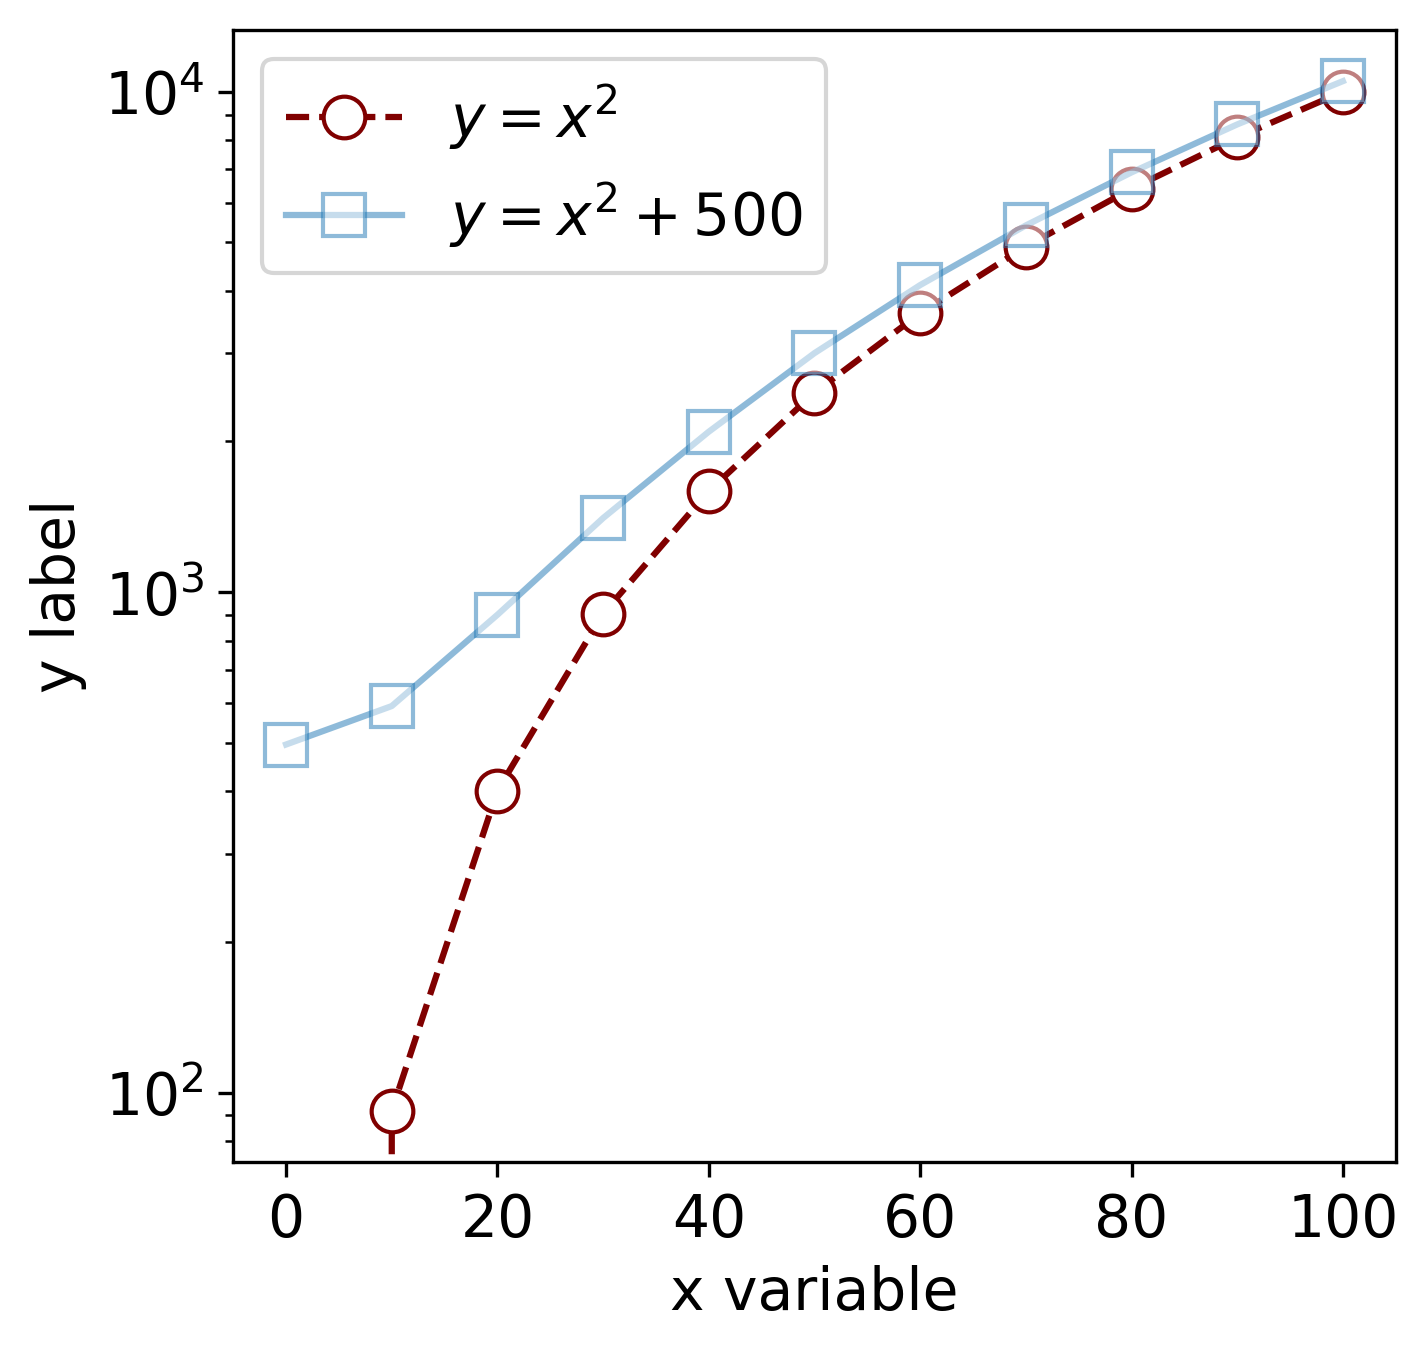 10⁴
10³
10²
y = x²
y = x² + 500
y label
0 20 40 60 80 100
x variable